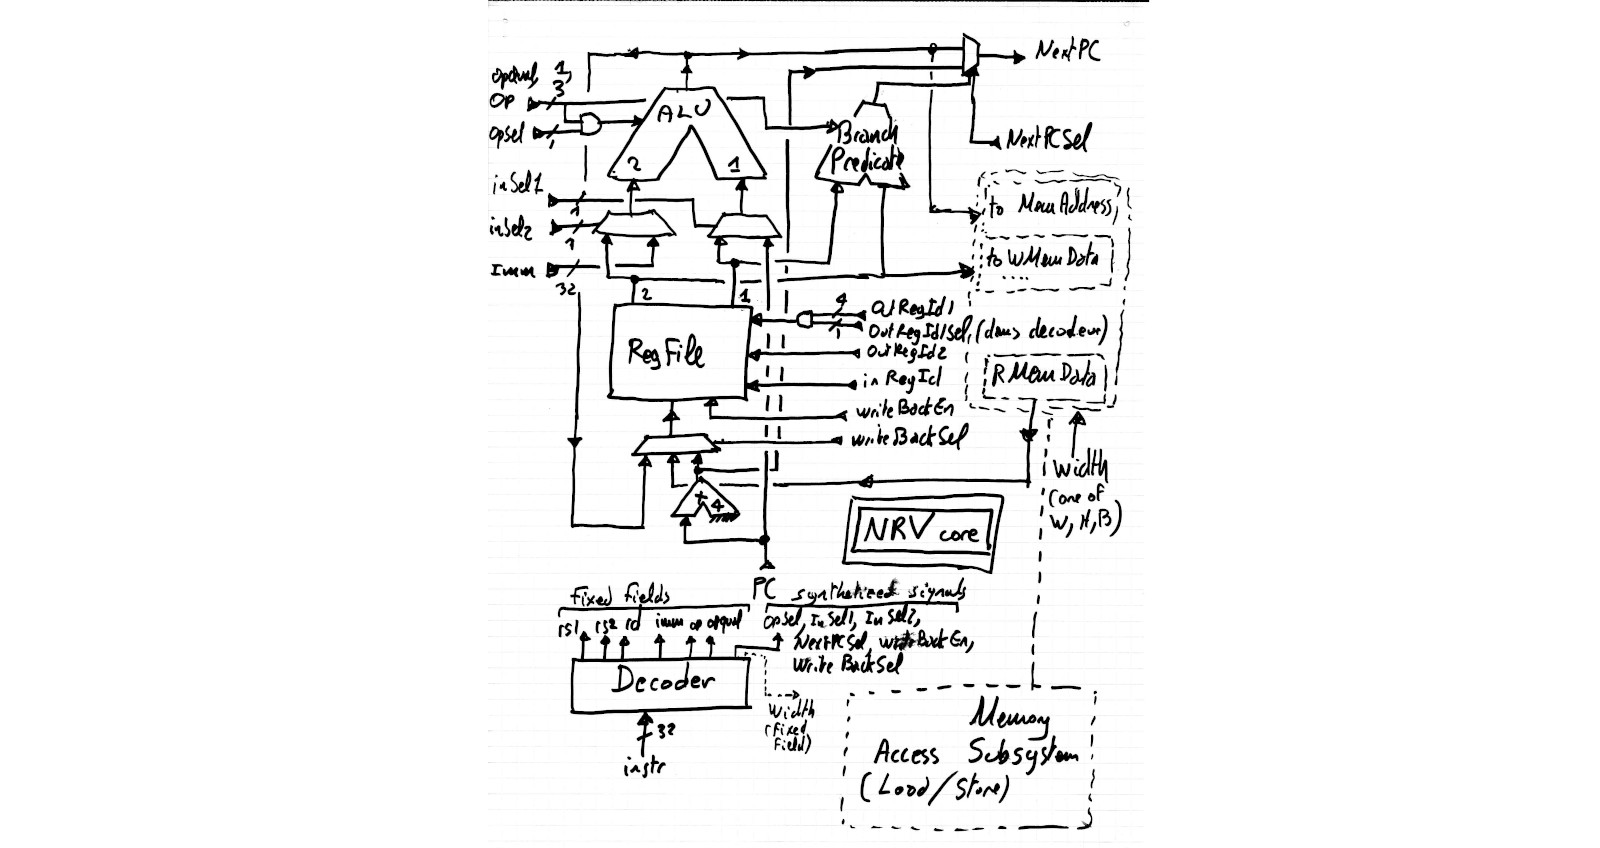 NextPC
opqual, 1,
OP 3
ALU
opsel 1
Branch
Predicate
NextPCSel
2 1
inSel1 1
to MemAddress,
inSel2 1
Imm 32
to WMemData
2 1
RegFile
4 OutRegId1
1 OutRegId1Sel, (dans decodeur)
OutRegId2
inRegId
RMemData
writeBackEn
writeBackSel
Width
(one of
W, H, B)
+ 4
NRV core
PC
Fixed fields
synthetized signals
rs1 rs2 rd imm op opqual
OpSel, InSel1, InSel2,
NextPCSel, writeBackEn,
Write BackSel
Decoder
Width
(fixed
field)
32
instr
Memory
Access Subsystem
(Load/Store)